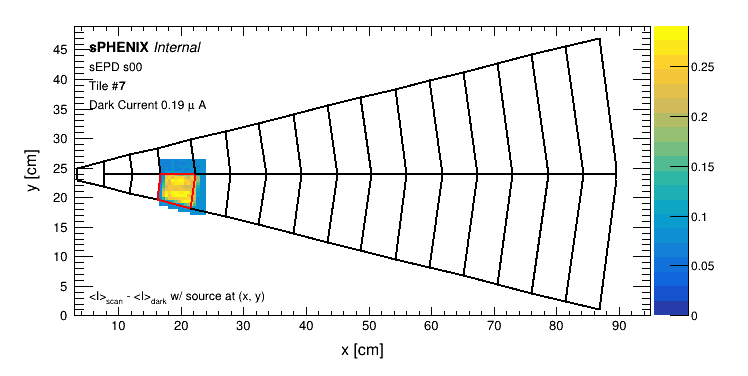 sPHENIX Internal
sEPD s00
Tile #7
Dark Current 0.19 μ A
<I>scan - <I>dark w/ source at (x, y)
y [cm]
45
40
35
30
25
20
15
10
5
0
10 20 30 40 50 60 70 80 90
x [cm]
0.25
0.2
0.15
0.1
0.05
0